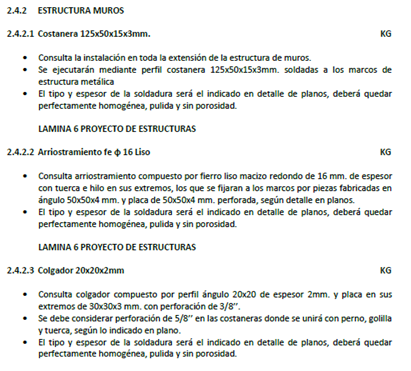 2.4.2 ESTRUCTURA MUROS
2.4.2.1 Costanera 125x50x15x3mm. KG
• Consulta la instalación en toda la extensión de la estructura de muros.
• Se ejecutarán mediante perfil costanera 125x50x15x3mm. soldadas a los marcos de
estructura metálica
• El tipo y espesor de la soldadura será el indicado en detalle de planos, deberá quedar
perfectamente homogénea, pulida y sin porosidad.
LAMINA 6 PROYECTO DE ESTRUCTURAS
2.4.2.2 Arriostramiento fe ф 16 Liso KG
• Consulta arriostramiento compuesto por fierro liso macizo redondo de 16 mm. de espesor
con tuerca e hilo en sus extremos, los que se fijaran a los marcos por piezas fabricadas en
ángulo 50x50x4 mm. y placa de 50x50x4 mm. perforada, según detalle en planos.
• El tipo y espesor de la soldadura será el indicado en detalle de planos, deberá quedar
perfectamente homogénea, pulida y sin porosidad.
LAMINA 6 PROYECTO DE ESTRUCTURAS
2.4.2.3 Colgador 20x20x2mm KG
• Consulta colgador compuesto por perfil ángulo 20x20 de espesor 2mm. y placa en sus
extremos de 30x30x3 mm. con perforación de 3/8’’.
• Se debe considerar perforación de 5/8’’ en las costaneras donde se unirá con perno, golilla
y tuerca, según lo indicado en plano.
• El tipo y espesor de la soldadura será el indicado en detalle de planos, deberá quedar
perfectamente homogénea, pulida y sin porosidad.